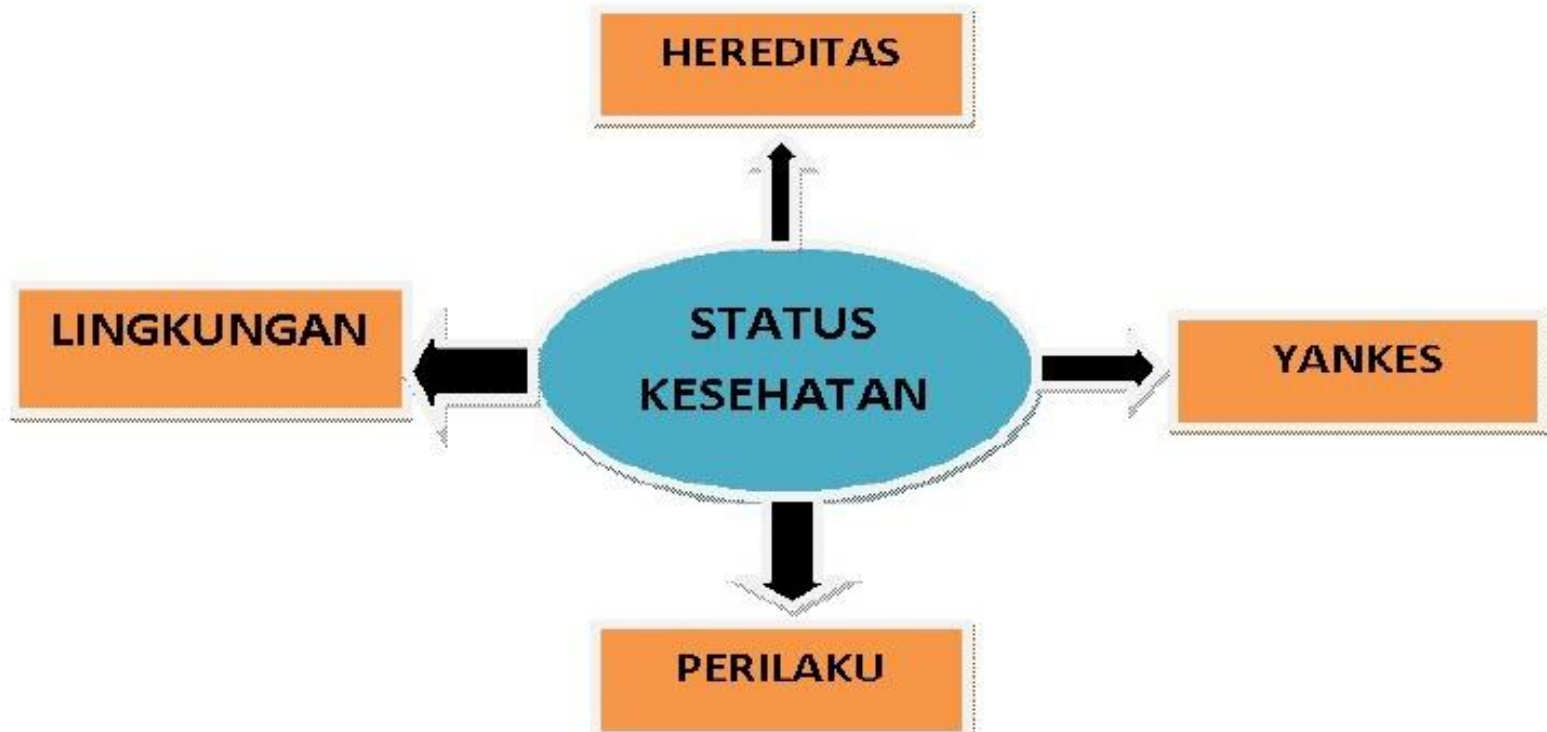 HEREDITAS
LINGKUNGAN
STATUS
KESEHATAN
YANKES
PERILAKU